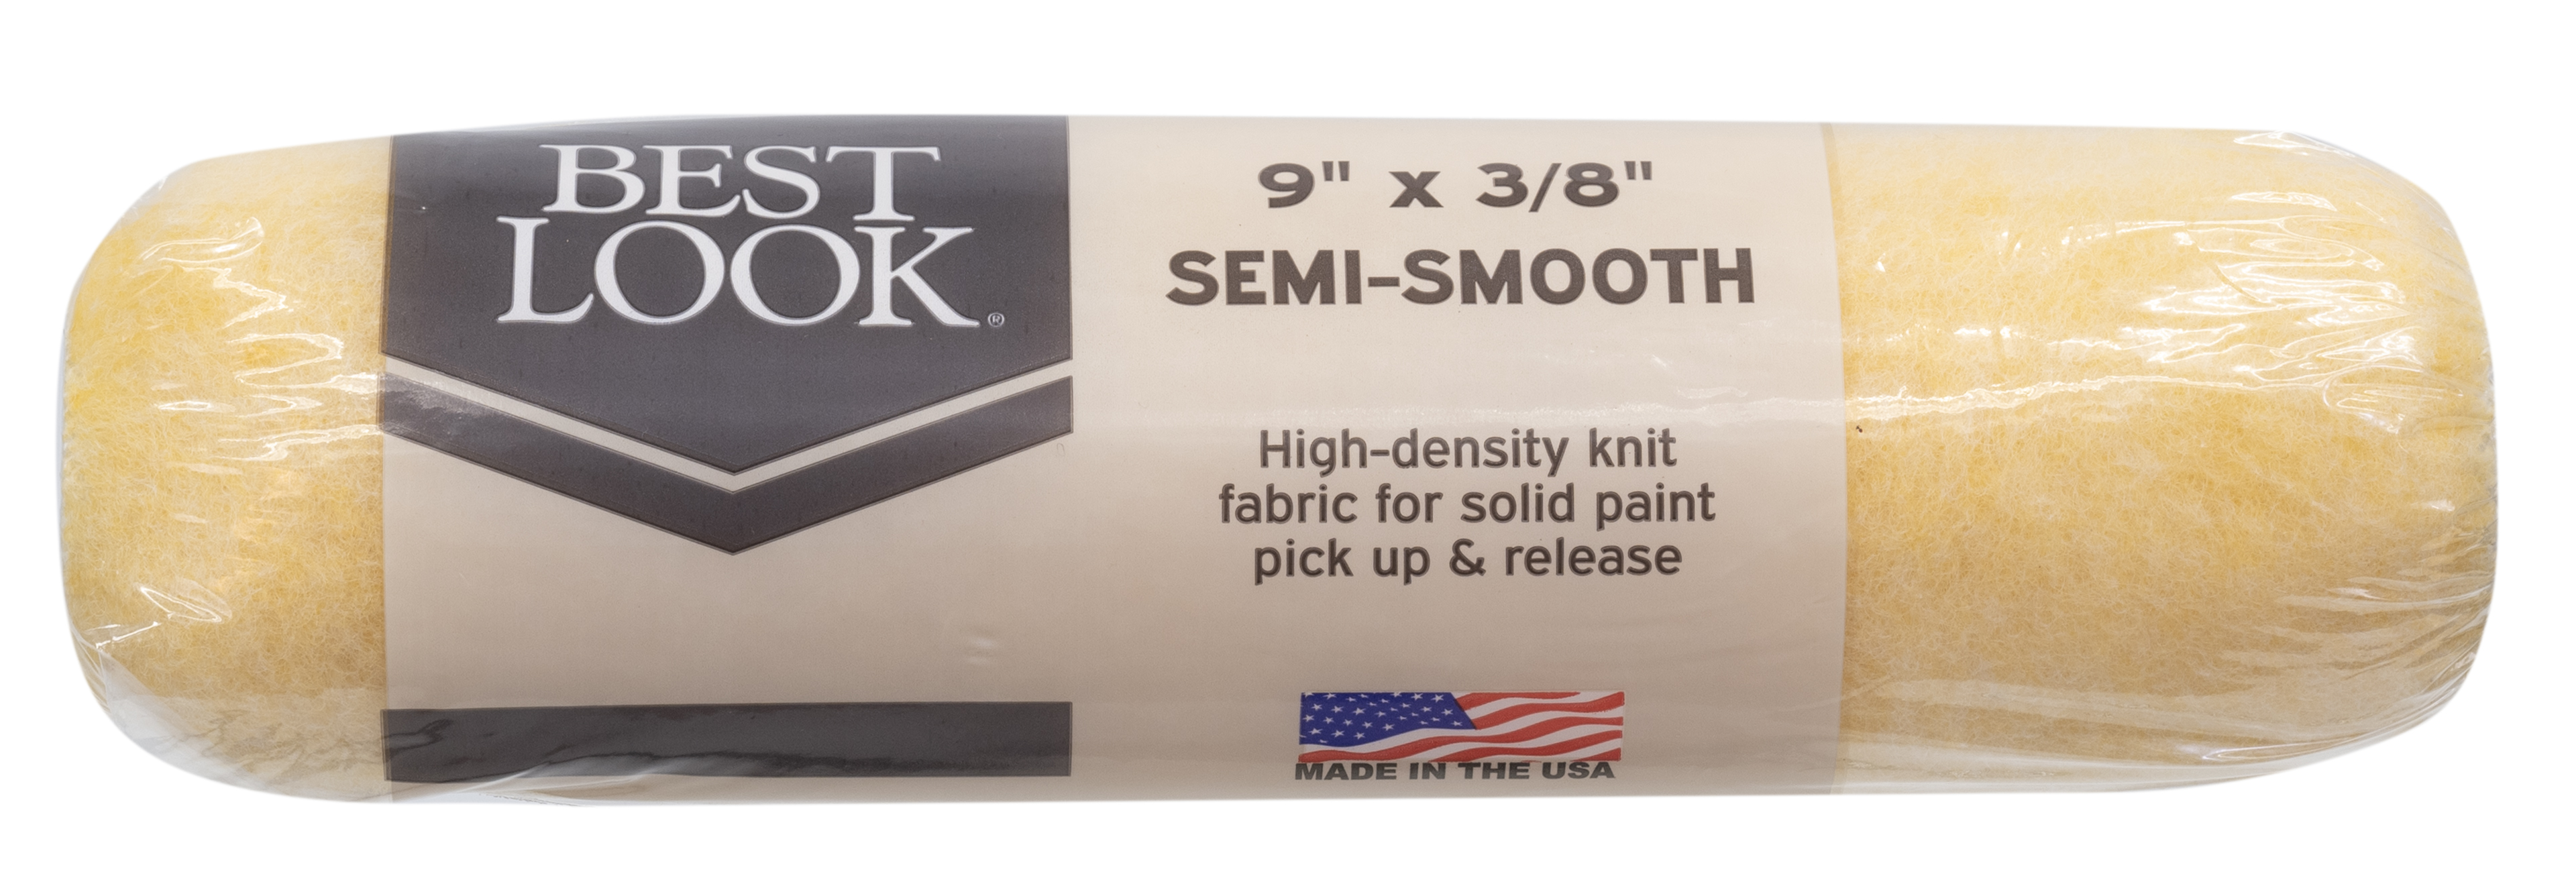 BEST
LOOK®
9" x 3/8"
SEMI-SMOOTH
High-density knit
fabric for solid paint
pick up & release
MADE IN THE USA